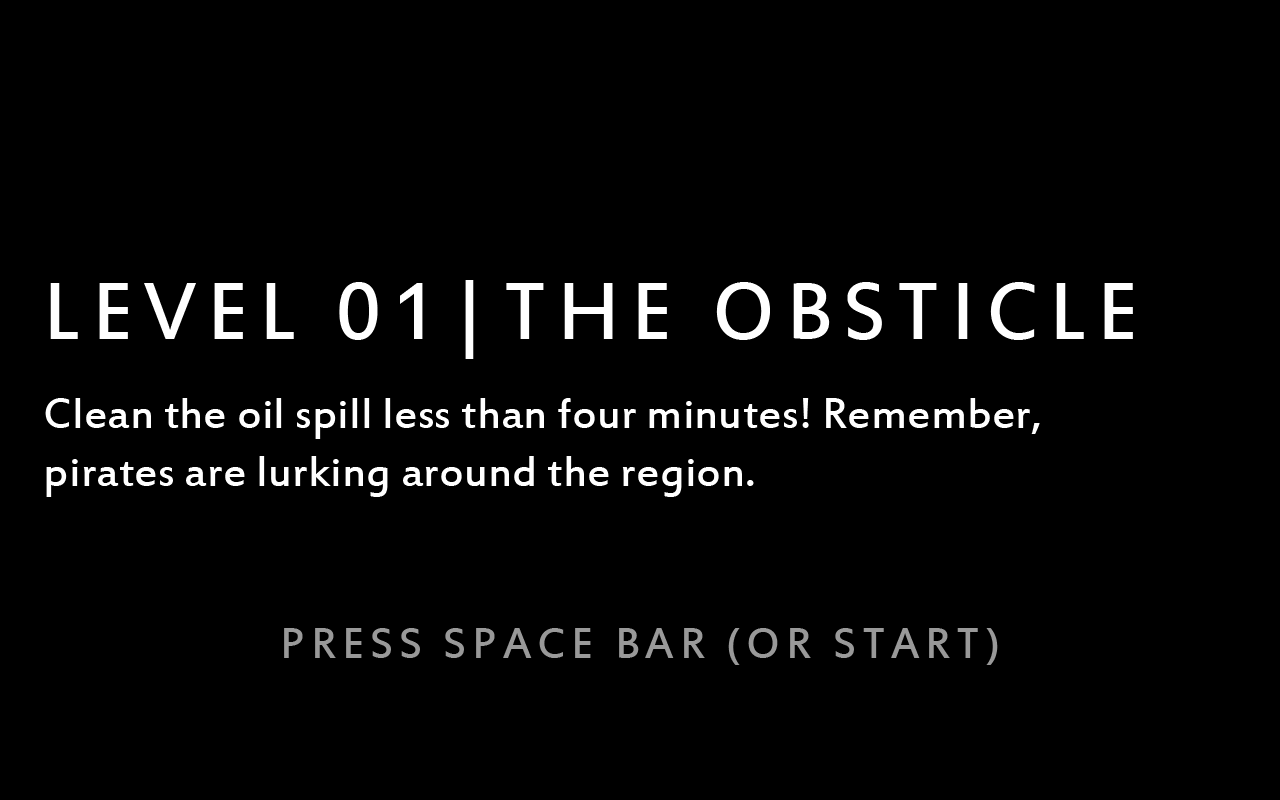 LEVEL 01|THE OBSTICLE
Clean the oil spill less than four minutes! Remember,
pirates are lurking around the region.
PRESS SPACE BAR (OR START)